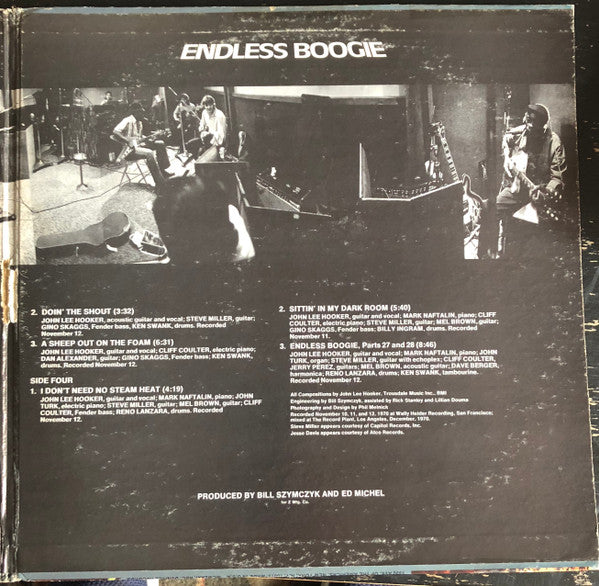 ENDLESS BOOGIE
2. DOIN' THE SHOUT (3:32)
JOHN LEE HOOKER, acoustic guitar and vocal; STEVE MILLER, guitar;
GINO SKAGGS, Fender bass, KEN SWANK, drums. Recorded
November 12.
3. A SHEEP OUT ON THE FOAM (6:31)
JOHN LEE HOOKER, guitar and vocal; CLIFF COULTER, electric piano;
DAN ALEXANDER, guitar; GINO SKAGGS, Fender bass; KEN SWANK,
drums. Recorded November 12.
SIDE FOUR
1. I DON'T NEED NO STEAM HEAT (4:19)
JOHN LEE HOOKER, guitar and vocal; MARK NAFTALIN, piano; JOHN
TURK, electric piano; STEVE MILLER, guitar; MEL BROWN, guitar; CLIFF
COULTER, Fender bass; RENO LANZARA, drums. Recorded November
12.
2. SITTIN' IN MY DARK ROOM (5:40)
JOHN LEE HOOKER, guitar and vocal; MARK NAFTALIN, piano; CLIFF
COULTER, electric piano; STEVE MILLER, guitar; MEL BROWN, guitar;
GINO SKAGGS, Fender bass: BILLY INGRAM, drums. Recorded
November 11.
3. ENDLESS BOOGIE, Parts 27 and 28 (8:46)
JOHN LEE HOOKER, guitar and vocal; MARK NAFTALIN, piano; JOHN
TURK, organ; STEVE MILLER, guitar with echoplex; CLIFF COULTER,
JERRY PEREZ, guitars; MEL BROWN, acoustic guitar; DAVE BERGER,
harmonica; RENO LANZARA, drums; KEN SWANK, tambourine.
Recorded November 12.
All Compositions by John Lee Hooker, Trousdale Music Inc., BMI
Engineering by Bill Szymczyk, assisted by Rick Stanley and Lillian Douma
Photography and Design by Phil Melnick
Recorded November 10, 11, and 12, 1970 at Wally Heider Recording, San Francisco;
mixed at The Record Plant, Los Angeles, December, 1970.
Steve Miller appears courtesy of Capitol Records, Inc.
Jesse Davis appears courtesy of Atco Records.
PRODUCED BY BILL SZYMCZYK AND ED MICHEL
for Z Mfg. Co.